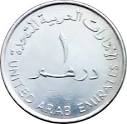 الإمارات العربية المتحدة
١
درهم
UNITED ARAB EMIRATES